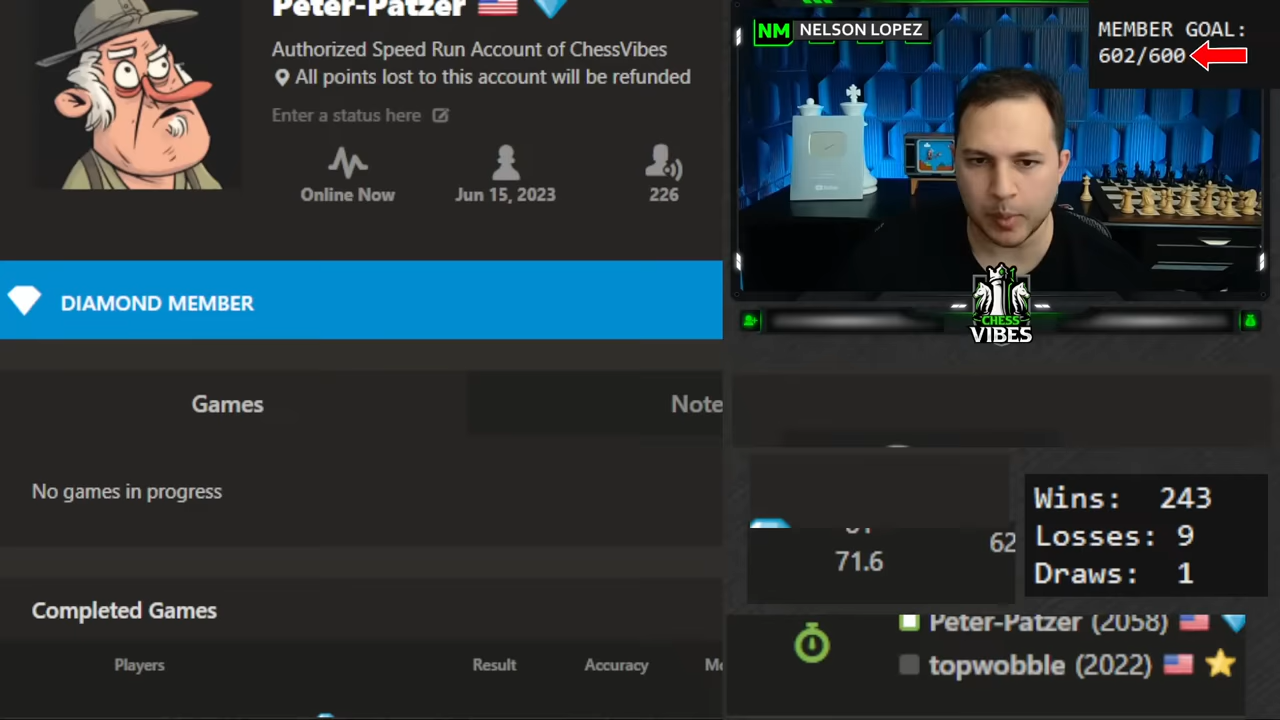 Peter-Patzer
Authorized Speed Run Account of ChessVibes
All points lost to this account will be refunded
Enter a status here
Online Now
Jun 15, 2023
226
DIAMOND MEMBER
Games
Note
No games in progress
Completed Games
Players
Result
Accuracy
NM NELSON LOPEZ
MEMBER GOAL:
602/600
CHESS
VIBES
71.6
62
Wins: 243
Losses: 9
Draws: 1
Peter-Patzer (2058)
topwobble (2022)